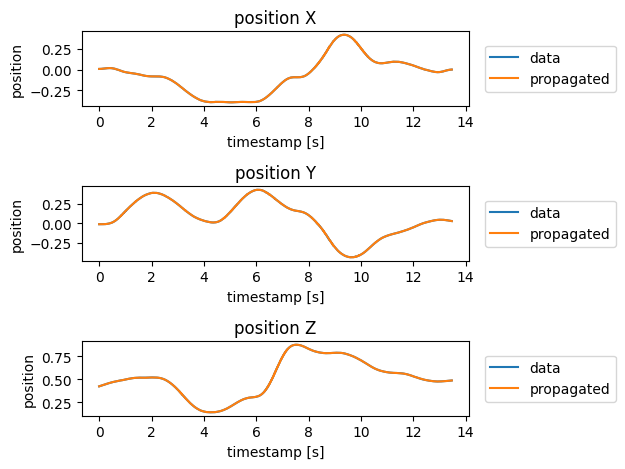 position X
position
0.25
0.00
−0.25
0 2 4 6 8 10 12 14
timestamp [s]
data
propagated
position Y
position
0.25
0.00
−0.25
0 2 4 6 8 10 12 14
timestamp [s]
data
propagated
position Z
position
0.75
0.50
0.25
0 2 4 6 8 10 12 14
timestamp [s]
data
propagated